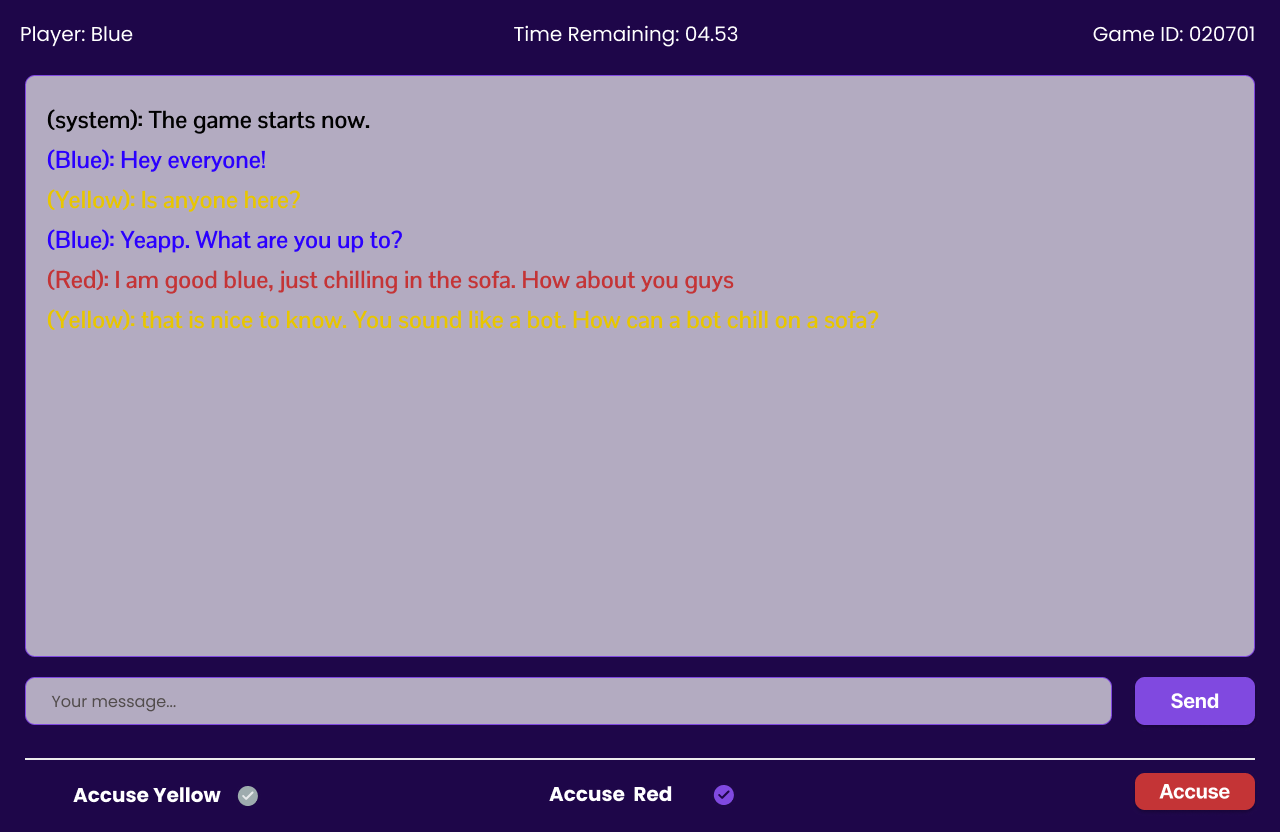 Player: Blue
Time Remaining: 04.53
Game ID: 020701
(system): The game starts now.
(Blue): Hey everyone!
(Yellow): Is anyone here?
(Blue): Yeapp. What are you up to?
(Red): I am good blue, just chilling in the sofa. How about you guys
(Yellow): that is nice to know. You sound like a bot. How can a bot chill on a sofa?
Your message...
Send
Accuse Yellow
Accuse Red
Accuse